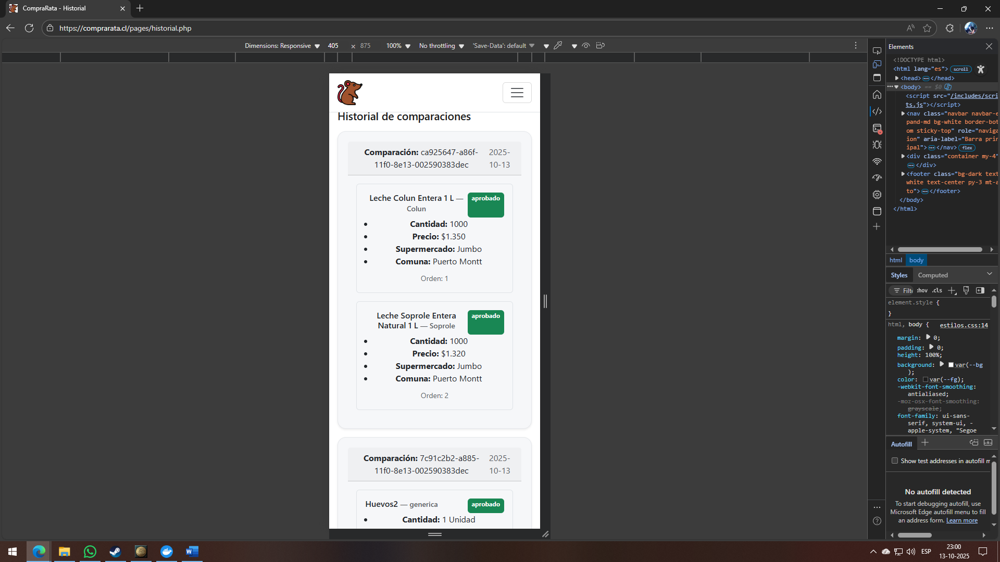 CompraRata - Historial
https://comprarata.cl/pages/historial.php
Dimensions: Responsive 405 × 875 100% No throttling 'Save-Data': default
Historial de comparaciones
Comparación: ca925647-a86f-
11f0-8e13-002590383dec
2025-
10-13
Leche Colun Entera 1 L —
Colun
aprobado
Cantidad: 1000
Precio: $1.350
Supermercado: Jumbo
Comuna: Puerto Montt
Orden: 1
Leche Soprole Entera
Natural 1 L — Soprole
aprobado
Cantidad: 1000
Precio: $1.320
Supermercado: Jumbo
Comuna: Puerto Montt
Orden: 2
Comparación: 7c91c2b2-a885-
11f0-8e13-002590383dec
2025-
10-13
Huevos2 — generica
aprobado
Cantidad: 1 Unidad
Elements
<!DOCTYPE html>
<html lang="es"> scroll
<head> </head>
<body> == $0
<script src="/includes/scri
ts.js"></script>
<nav class="navbar navbar-e
pand-md bg-white border-bot
om sticky-top" role="naviga
ion" aria-label="Barra prin
ipal"> </nav> flex
<div class="container my-4"
</div>
<footer class="bg-dark text
white text-center py-3 mt-a
to"> </footer>
</body>
</html>
html body
Styles Computed
Filte :hov .cls
element.style {
}
html, body { estilos.css:14
margin: 0;
padding: 0;
height: 100%;
background: var(--bg
);
color: var(--fg);
-webkit-font-smoothing:
antialiased;
-moz-osx-font-smoothing:
grayscale;
font-family: ui-sans-
serif, system-ui, -
apple-system, "Segoe
Autofill
Show test addresses in autofill m
No autofill detected
To start debugging autofill, use
Microsoft Edge autofill menu to fill
an address form. Learn more
ESP
23:00
13-10-2025